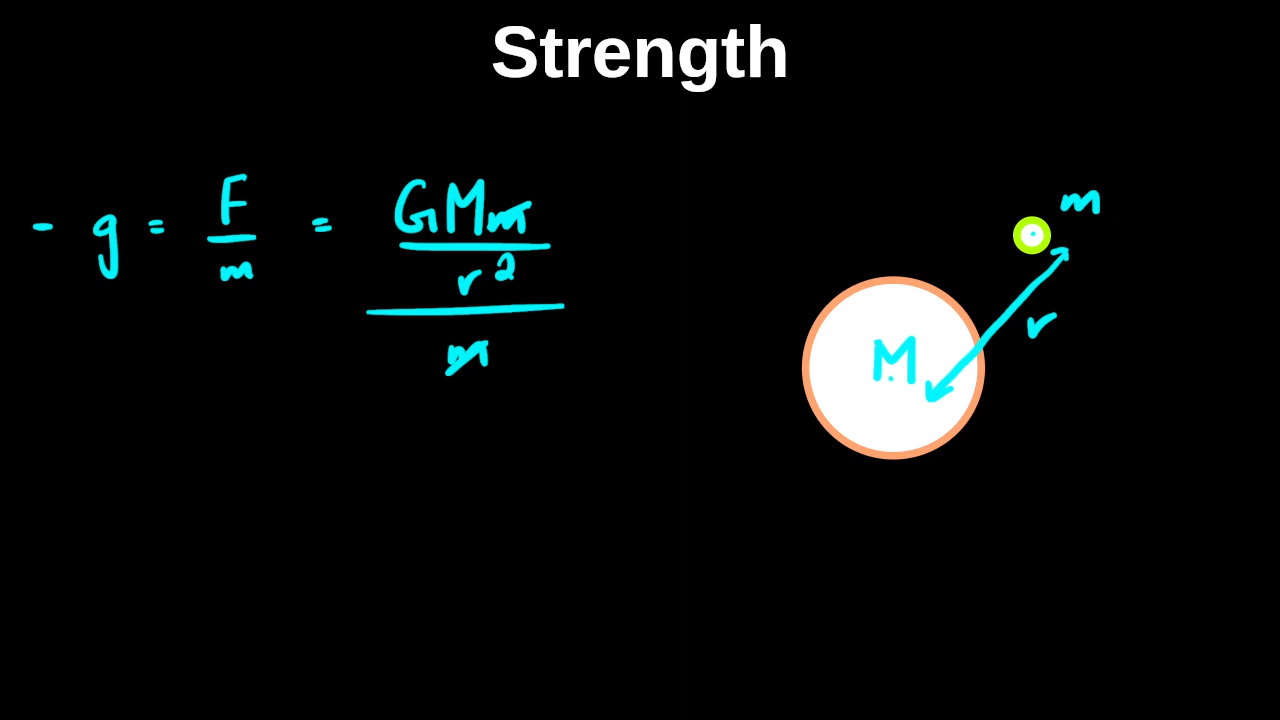 Strength
- g = F/m = (GMm/r²)/m
m
r
M